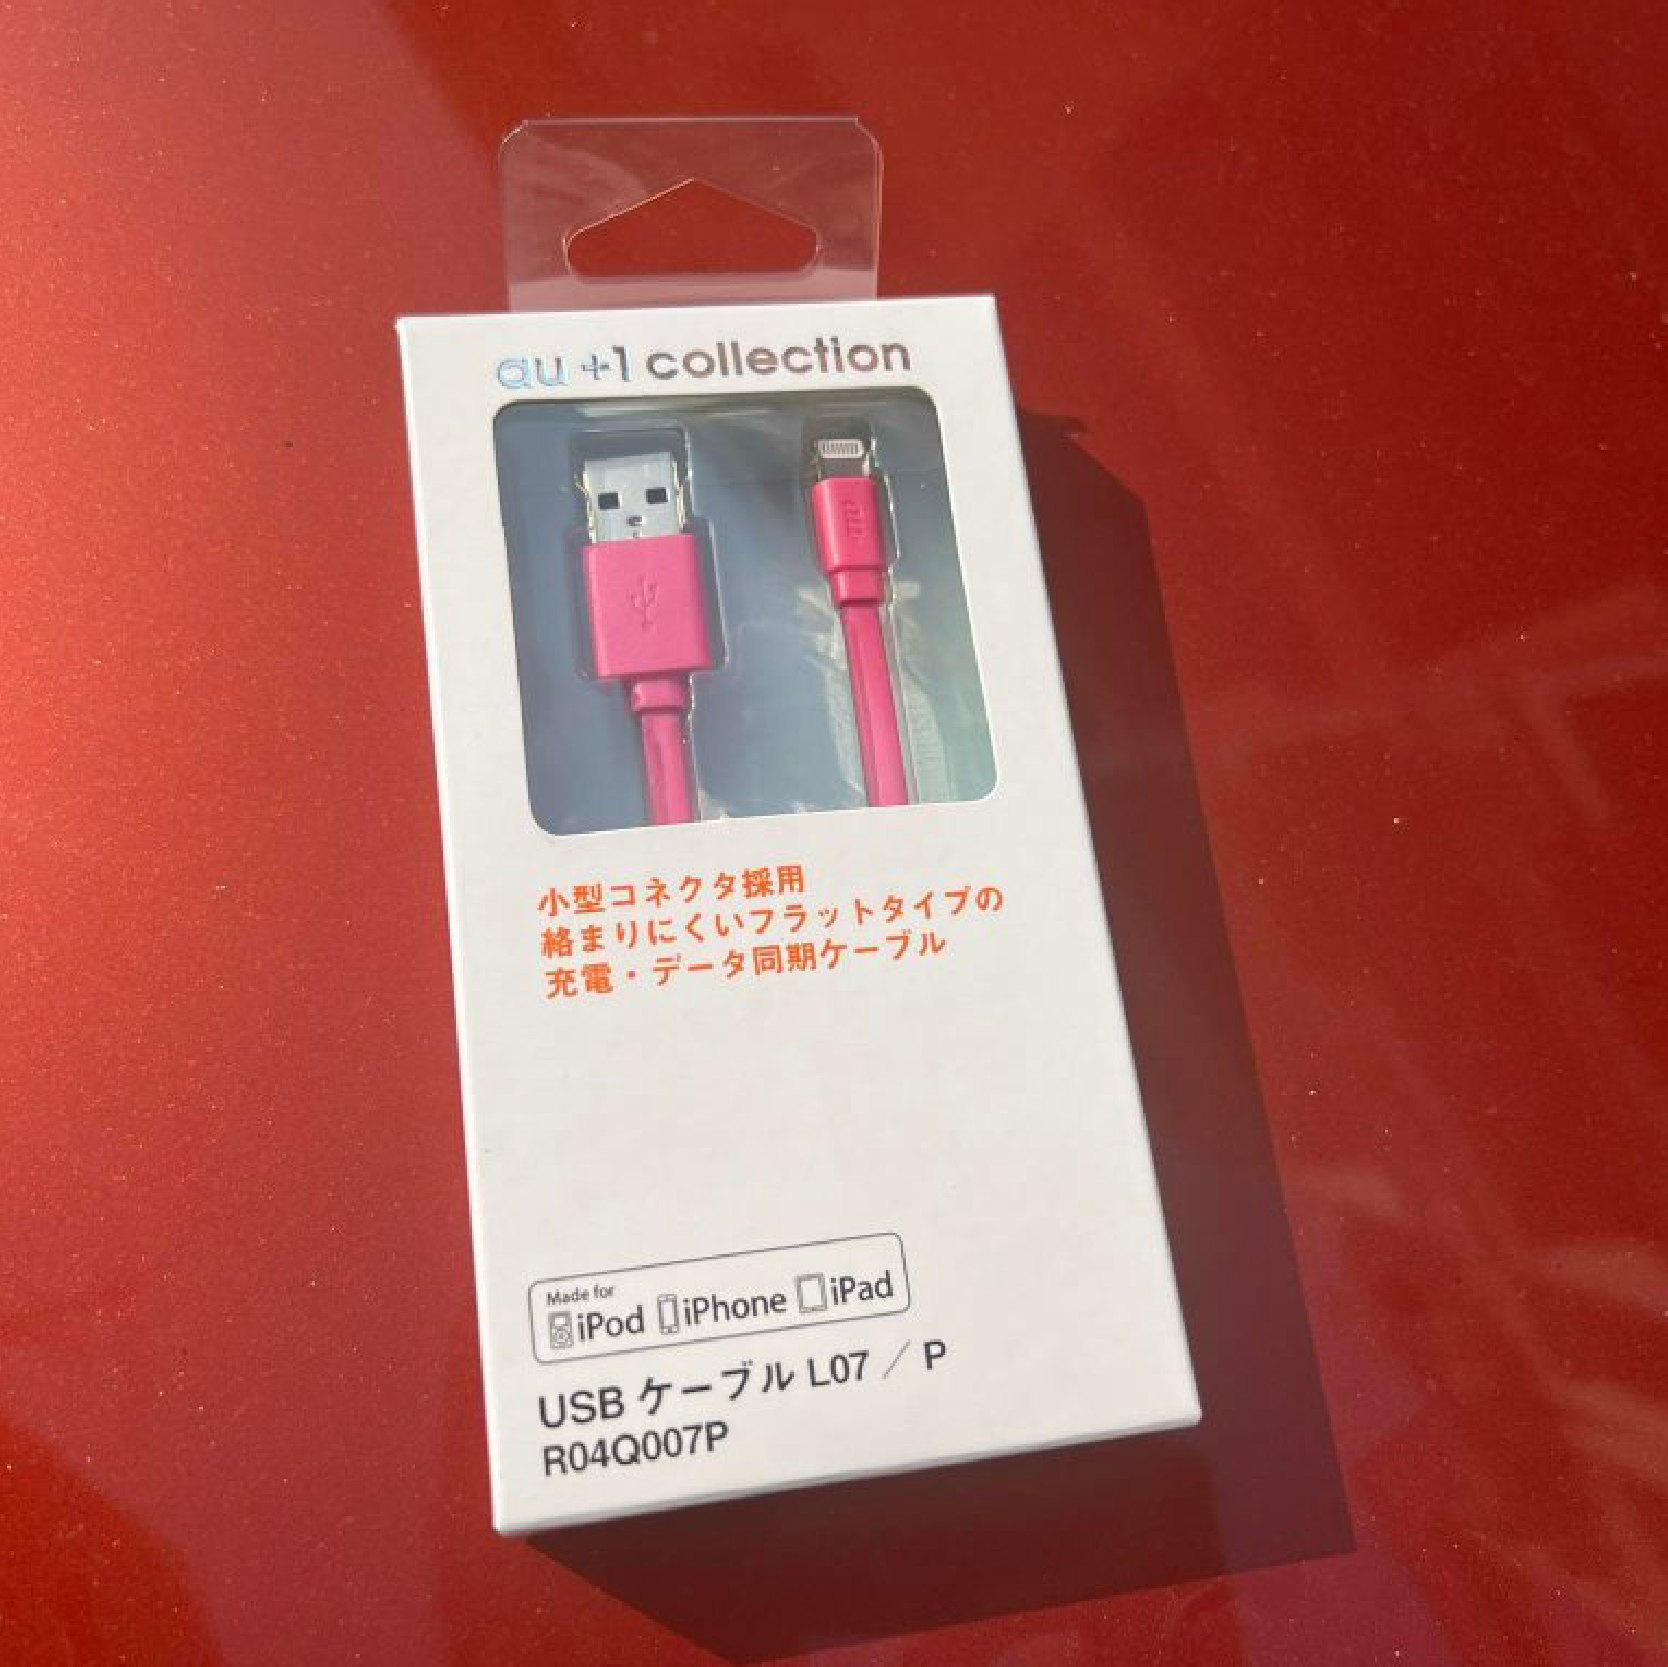 au +1 collection
au
小型コネクタ採用
絡まりにくいフラットタイプの
充電・データ同期ケーブル
Made for
iPod iPhone iPad
USB ケーブル L07 ／ P
R04Q007P